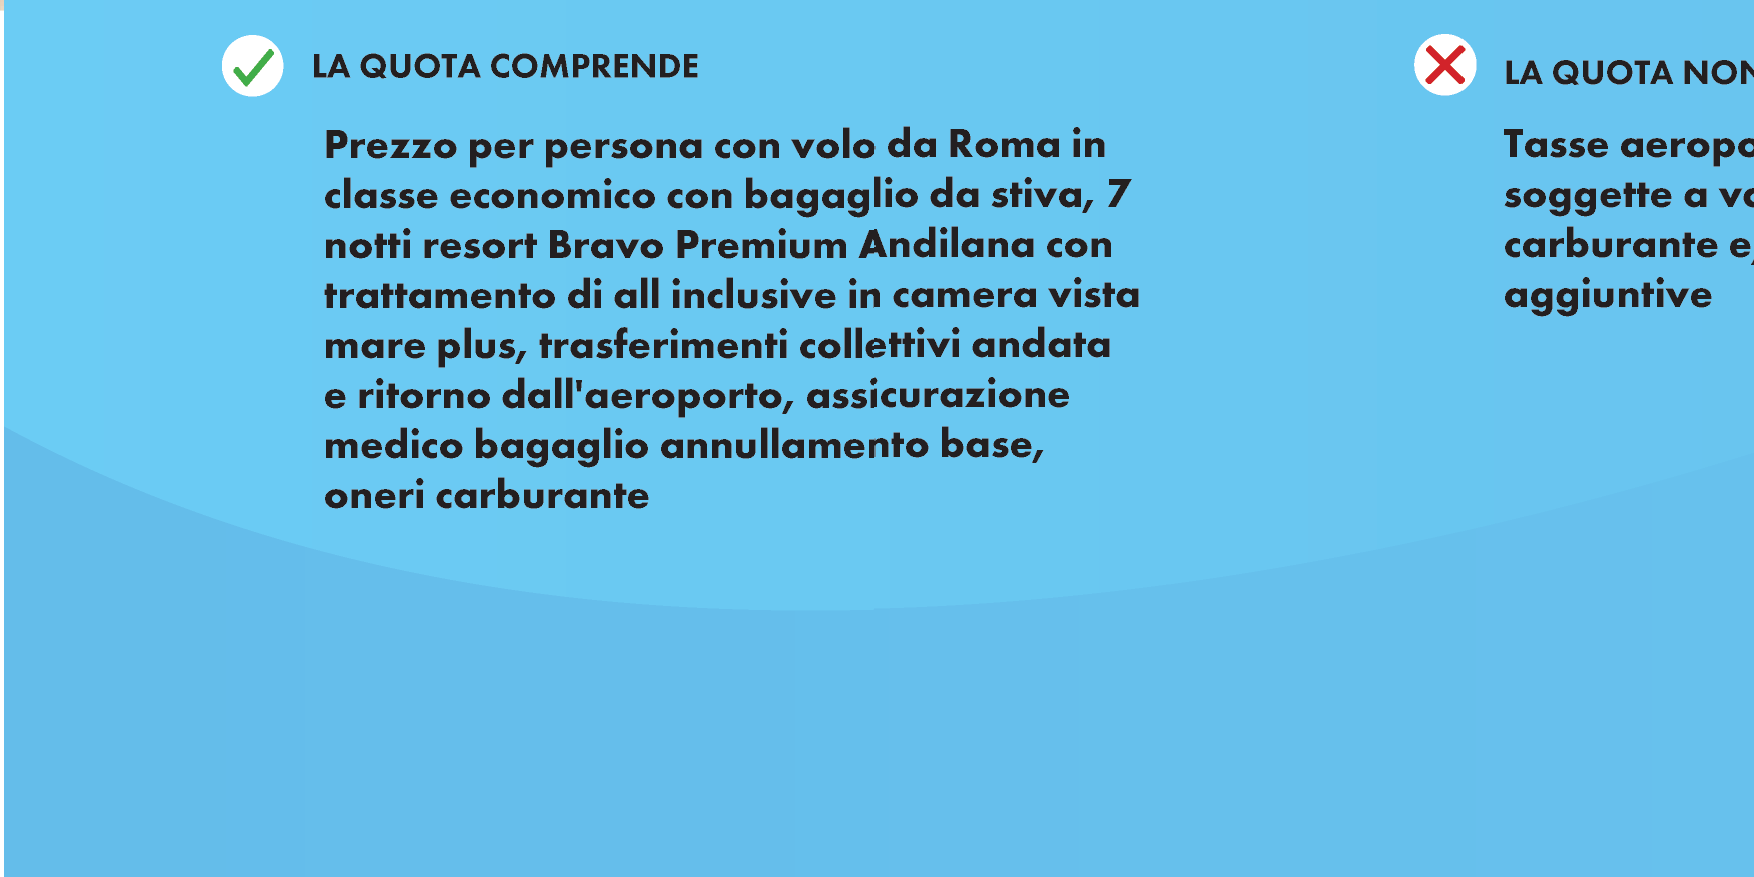 LA QUOTA COMPRENDE
Prezzo per persona con volo da Roma in
classe economico con bagaglio da stiva, 7
notti resort Bravo Premium Andilana con
trattamento di all inclusive in camera vista
mare plus, trasferimenti collettivi andata
e ritorno dall'aeroporto, assicurazione
medico bagaglio annullamento base,
oneri carburante
LA QUOTA NON
Tasse
soggette a
carburante
aggiuntive